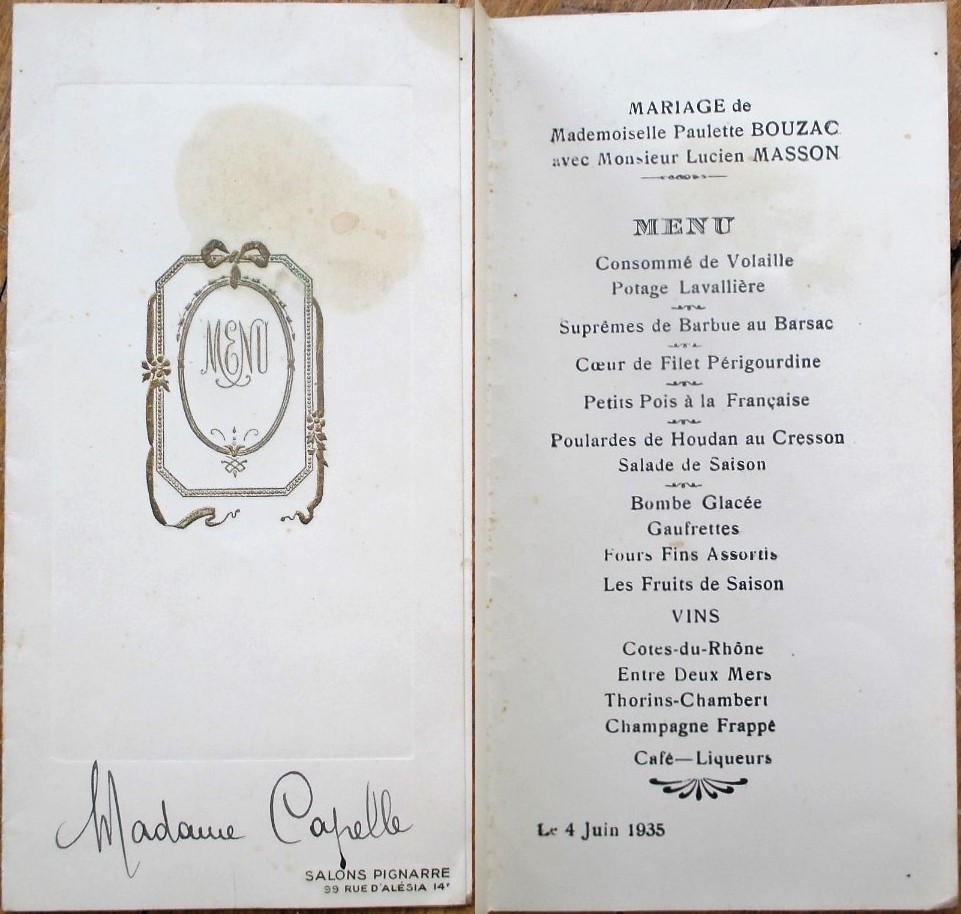 MENU
Madame Capelle
SALONS PIGNARRE
99 RUE D'ALÉSIA 14ᵉ
MARIAGE de
Mademoiselle Paulette BOUZAC
avec Monsieur Lucien MASSON
MENU
Consommé de Volaille
Potage Lavallière
Suprêmes de Barbue au Barsac
Cœur de Filet Périgourdine
Petits Pois à la Française
Poulardes de Houdan au Cresson
Salade de Saison
Bombe Glacée
Gaufrettes
Fours Fins Assortis
Les Fruits de Saison
VINS
Cotes-du-Rhône
Entre Deux Mers
Thorins-Chambert
Champagne Frappé
Café—Liqueurs
Le 4 Juin 1935